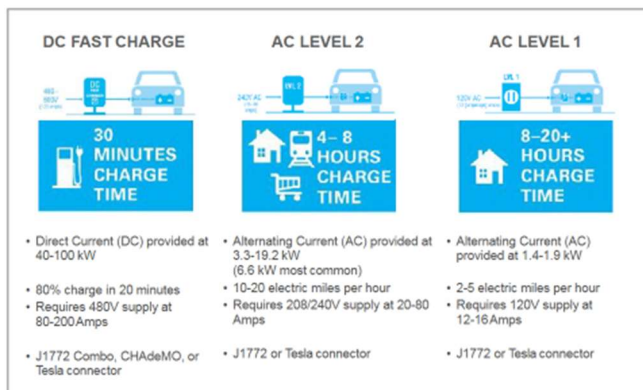 DC FAST CHARGE
30
MINUTES
CHARGE
TIME
• Direct Current (DC) provided at
40-100 kW
• 80% charge in 20 minutes
• Requires 480V supply at
80-200 Amps
• J1772 Combo, CHAdeMO, or
Tesla connector
AC LEVEL 2
240V AC
LVL 2
4–8
HOURS
CHARGE
TIME
• Alternating Current (AC) provided at
3.3-19.2 kW
(6.6 kW most common)
• 10-20 electric miles per hour
• Requires 208/240V supply at 20-80
Amps
• J1772 or Tesla connector
AC LEVEL 1
120V AC
LVL 1
8–20+
HOURS
CHARGE
TIME
• Alternating Current (AC)
provided at 1.4-1.9 kW
• 2-5 electric miles per hour
• Requires 120V supply at
12-16 Amps
• J1772 or Tesla connector